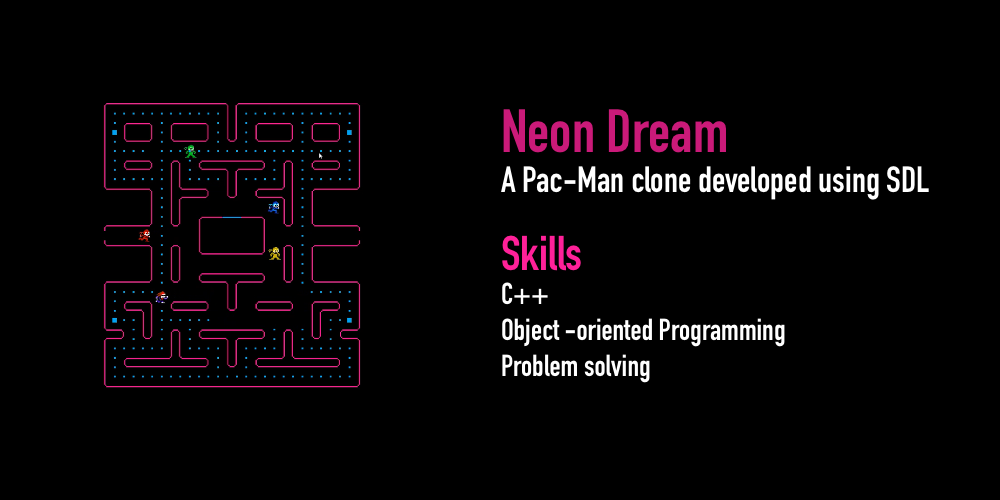 Neon Dream
A Pac-Man clone developed using SDL
Skills
C++
Object -oriented Programming
Problem solving